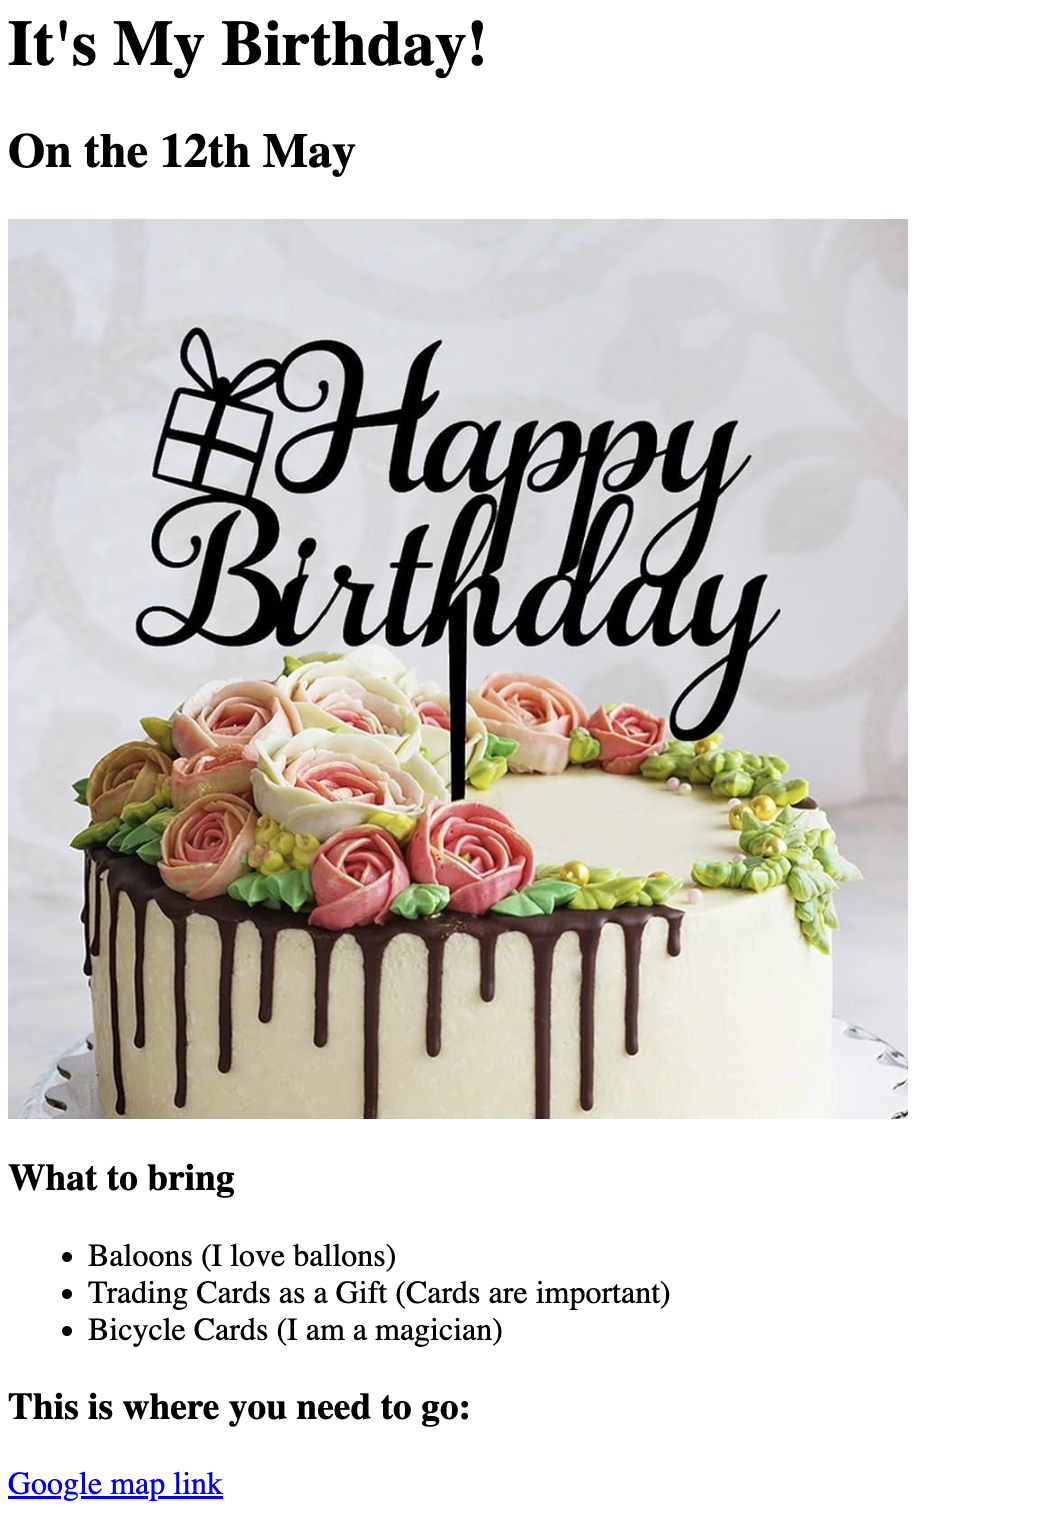 It's My Birthday!
On the 12th May
Happy
Birthday
What to bring
Baloons (I love ballons)
Trading Cards as a Gift (Cards are important)
Bicycle Cards (I am a magician)
This is where you need to go:
Google map link